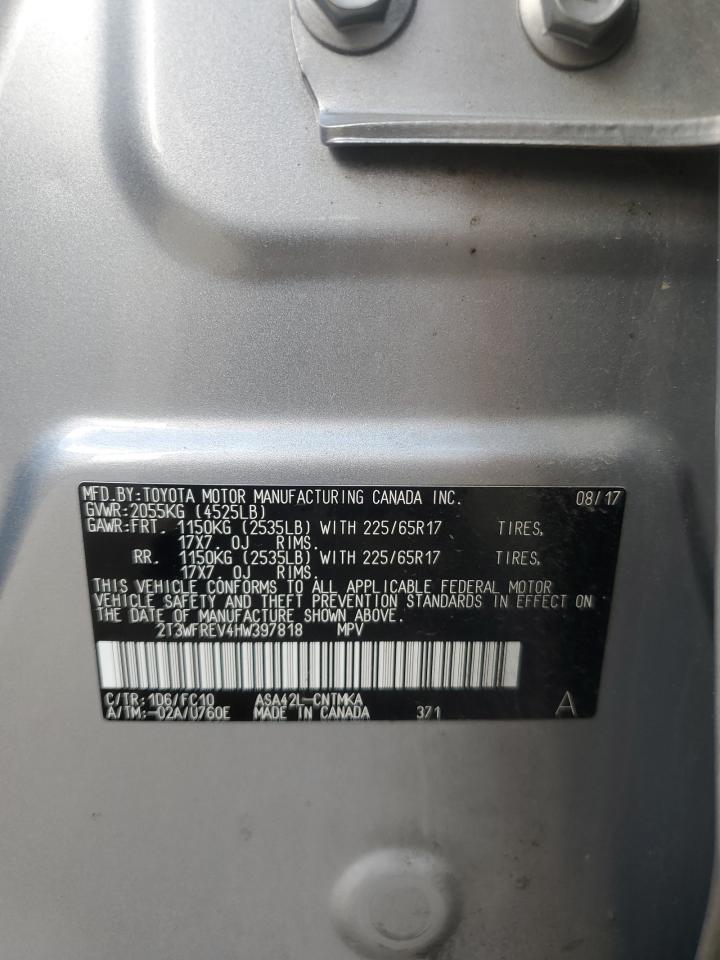 MFD.BY:TOYOTA MOTOR MANUFACTURING CANADA INC. 08/17
GVWR:2055KG (4525LB)
GAWR:FRT. 1150KG (2535LB) WITH 225/65R17 TIRES,
17X7.0J RIMS.
RR. 1150KG (2535LB) WITH 225/65R17 TIRES,
17X7.0J RIMS.
THIS VEHICLE CONFORMS TO ALL APPLICABLE FEDERAL MOTOR
VEHICLE SAFETY AND THEFT PREVENTION STANDARDS IN EFFECT ON
THE DATE OF MANUFACTURE SHOWN ABOVE.
2T3WFREV4HW397818 MPV
C/TR:1D6/FC10 ASA42L-CNTMKA
A/TM:-02A/U760E MADE IN CANADA 371 A